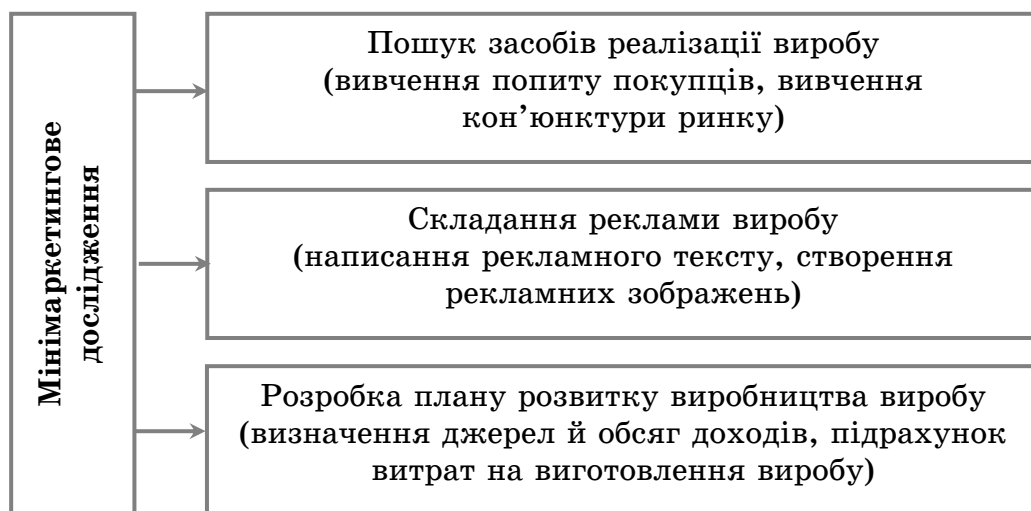 Мінімаркетингове
дослідження
Пошук засобів реалізації виробу
(вивчення попиту покупців, вивчення
кон’юнктури ринку)
Складання реклами виробу
(написання рекламного тексту, створення
рекламних зображень)
Розробка плану розвитку виробництва виробу
(визначення джерел й обсяг доходів, підрахунок
витрат на виготовлення виробу)